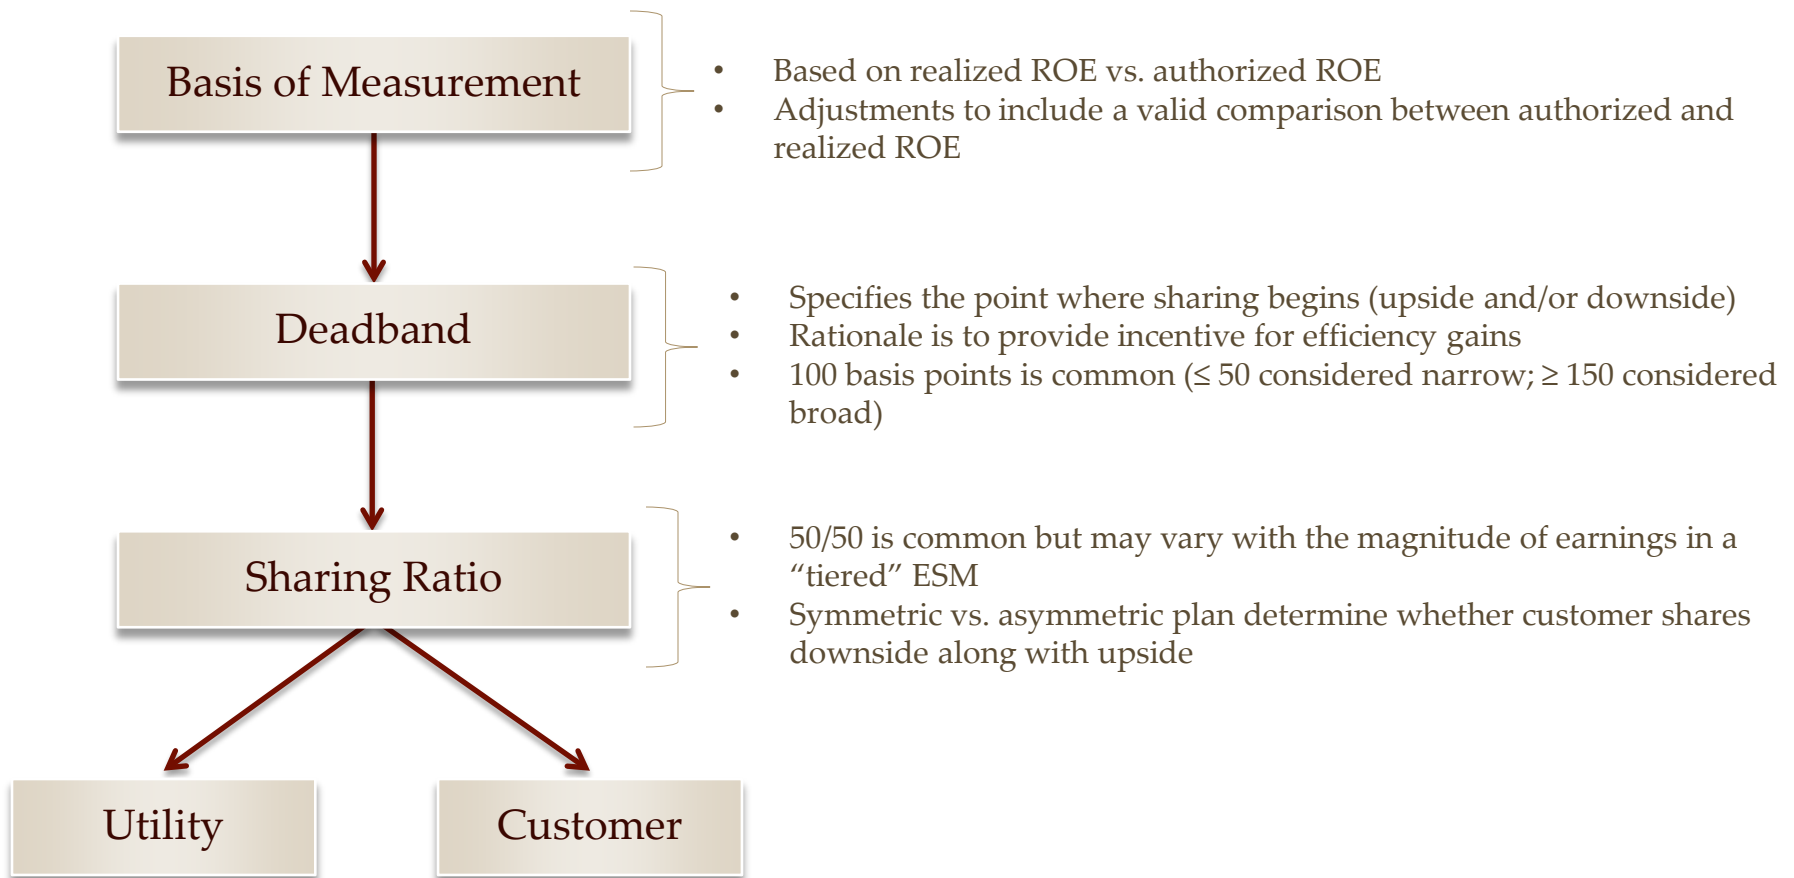 Basis of Measurement
• Based on realized ROE vs. authorized ROE
• Adjustments to include a valid comparison between authorized and
realized ROE
Deadband
• Specifies the point where sharing begins (upside and/or downside)
• Rationale is to provide incentive for efficiency gains
• 100 basis points is common (≤ 50 considered narrow; ≥ 150 considered
broad)
Sharing Ratio
• 50/50 is common but may vary with the magnitude of earnings in a
“tiered” ESM
• Symmetric vs. asymmetric plan determine whether customer shares
downside along with upside
Utility
Customer